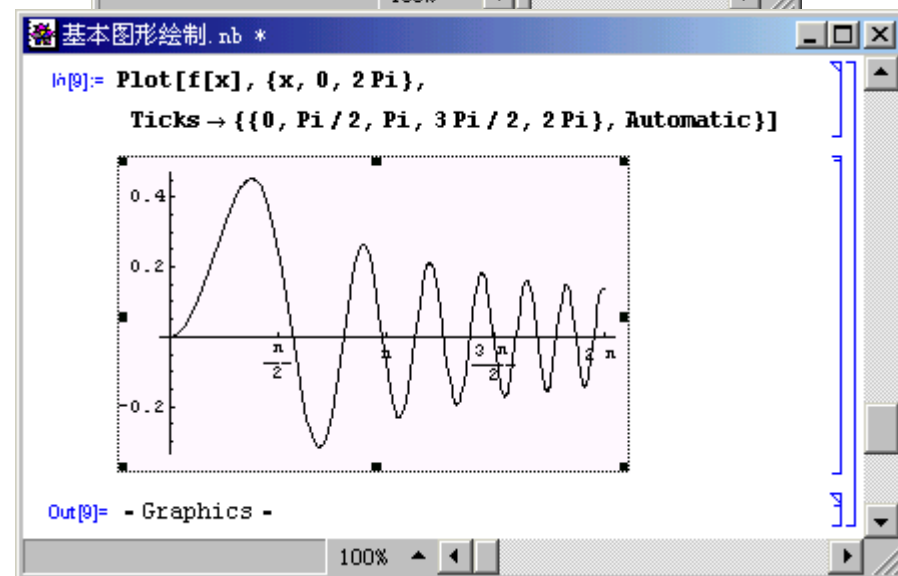 100%
基本图形绘制.nb *
In[9]:= Plot[f[x], {x, 0, 2 Pi},
Ticks → {{0, Pi / 2, Pi, 3 Pi / 2, 2 Pi}, Automatic}]
0.4
0.2
π/2
π
3 π/2
2 π
-0.2
Out[9]= - Graphics -
100%